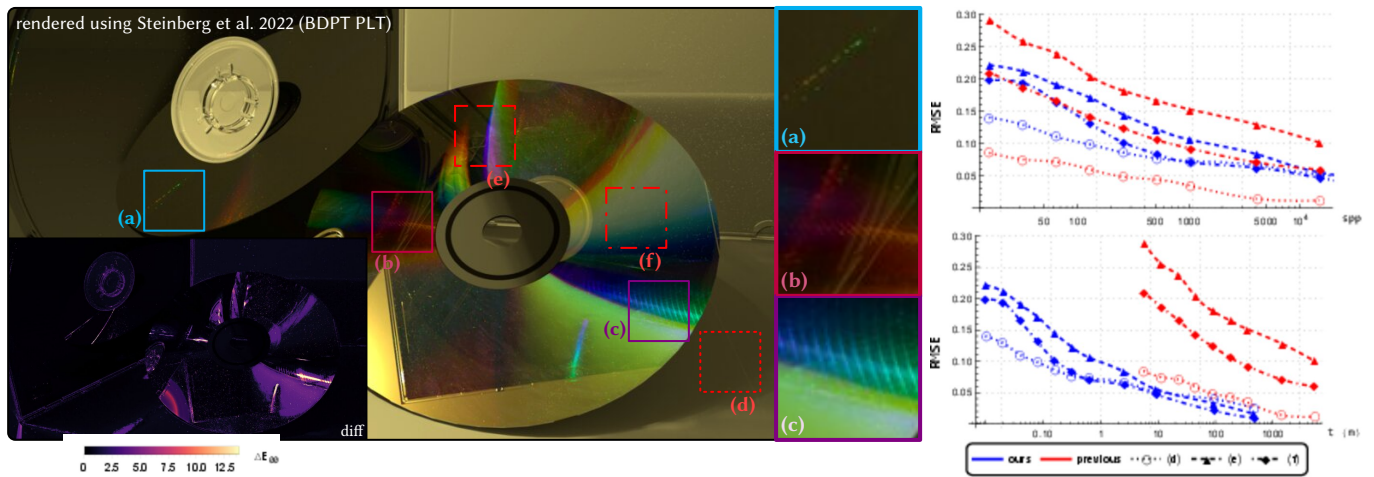 rendered using Steinberg et al. 2022 (BDPT PLT)
(a)
(b)
(c)
(d)
(e)
(f)
diff
0 2.5 5.0 7.5 10.0 12.5
ΔE00
(a)
(b)
(c)
RMSE
0.30
0.25
0.20
0.15
0.10
0.05
50 100 500 1000 5000 10⁴ spp
RMSE
0.30
0.25
0.20
0.15
0.10
0.05
0.10 1 10 100 1000 t (m)
ours previous (d) (e) (f)